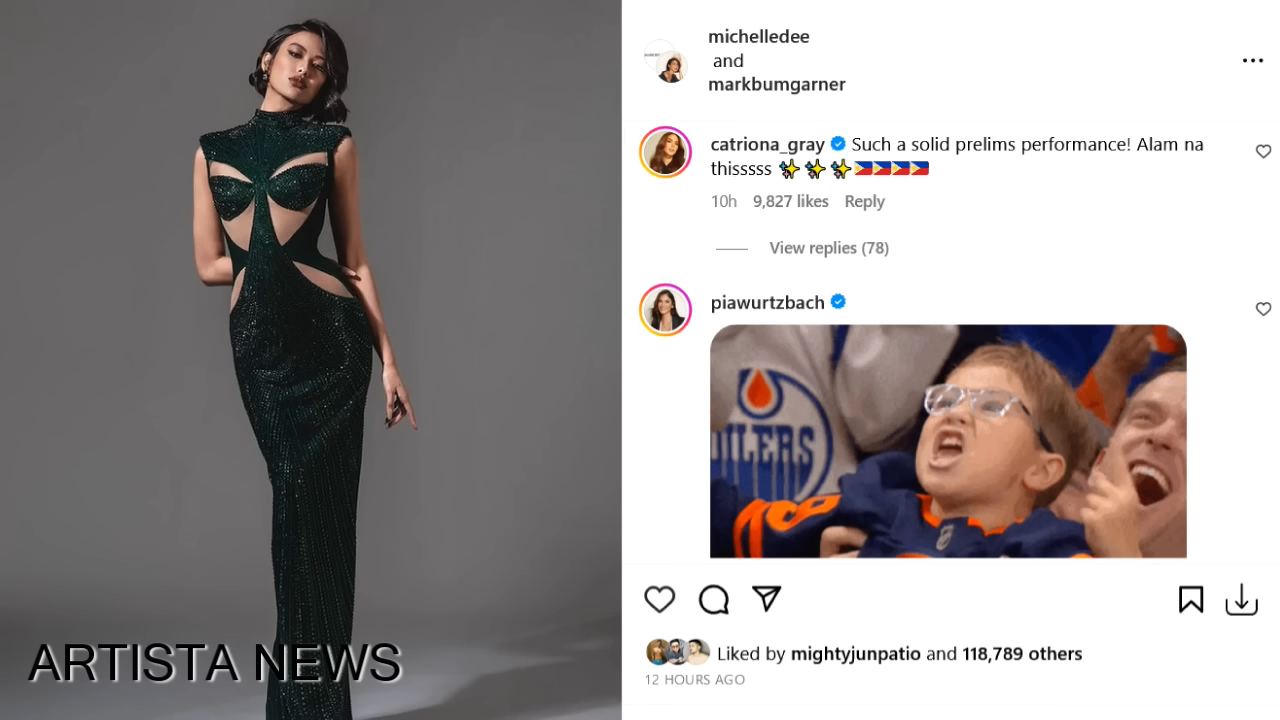 michelledee
and
markbumgarner
catriona_gray Such a solid prelims performance! Alam na
thisssss ✨ ✨ ✨🇵🇭🇵🇭🇵🇭🇵🇭
10h 9,827 likes Reply
View replies (78)
piawurtzbach
OILERS
Liked by mightyjunpatio and 118,789 others
12 HOURS AGO
ARTISTA NEWS